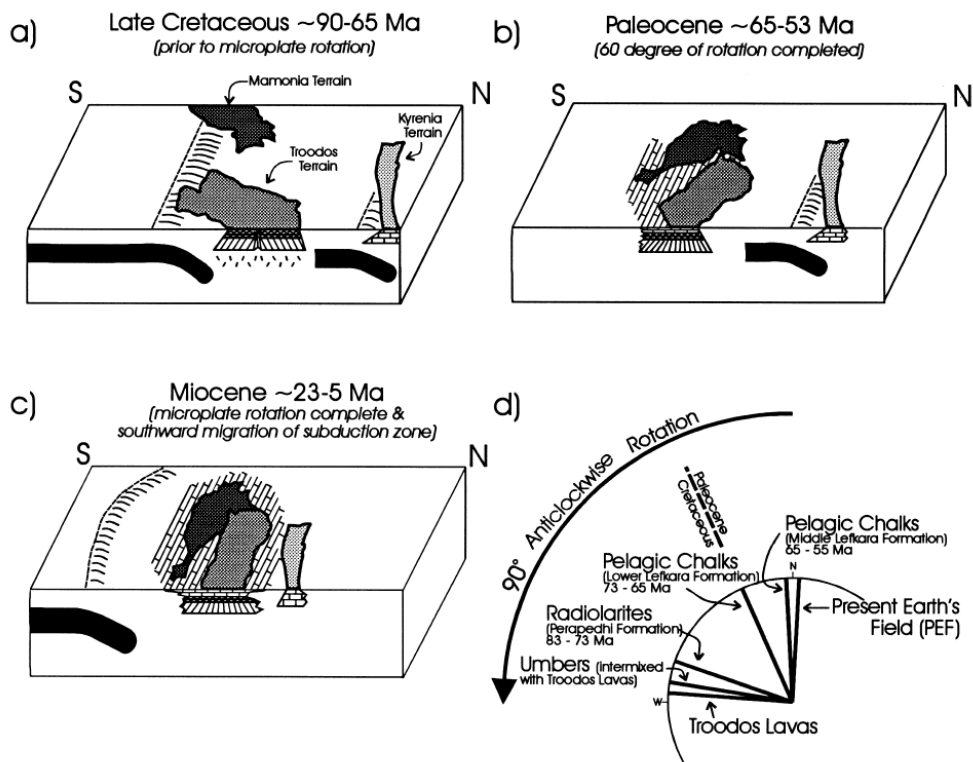 a)
Late Cretaceous ~90-65 Ma
(prior to microplate rotation)
S
N
Mamonia Terrain
Kyrenia
Terrain
Troodos
Terrain
b)
Paleocene ~65-53 Ma
(60 degree of rotation completed)
S
N
c)
Miocene ~23-5 Ma
(microplate rotation complete &
southward migration of subduction zone)
S
N
d)
90° Anticlockwise Rotation
Paleocene
Cretaceous
Pelagic Chalks
(Middle Lefkara Formation)
65 - 55 Ma
N
Pelagic Chalks
(Lower Lefkara Formation)
73 - 65 Ma
Present Earth's
Field (PEF)
Radiolarites
(Perapedhi Formation)
83 - 73 Ma
Umbers (intermixed
with Troodos Lavas)
W
Troodos Lavas